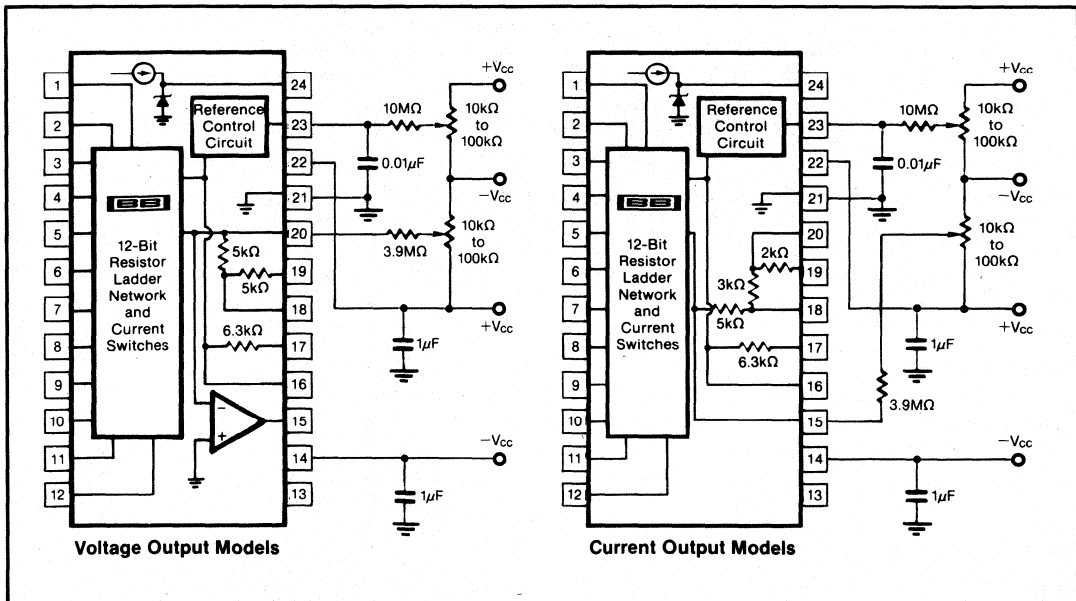 1
2
3
4
5
6
7
8
9
10
11
12
24
23
22
21
20
19
18
17
16
15
14
13
Reference
Control
Circuit
BB
12-Bit
Resistor
Ladder
Network
and
Current
Switches
5kΩ
5kΩ
6.3kΩ
−
+
10MΩ
0.01μF
3.9MΩ
1μF
1μF
+VCC
10kΩ
to
100kΩ
−VCC
10kΩ
to
100kΩ
+VCC
−VCC
Voltage Output Models
1
2
3
4
5
6
7
8
9
10
11
12
24
23
22
21
20
19
18
17
16
15
14
13
Reference
Control
Circuit
BB
12-Bit
Resistor
Ladder
Network
and
Current
Switches
2kΩ
3kΩ
5kΩ
6.3kΩ
10MΩ
0.01μF
+VCC
10kΩ
to
100kΩ
−VCC
10kΩ
to
100kΩ
+VCC
1μF
3.9MΩ
−VCC
1μF
Current Output Models